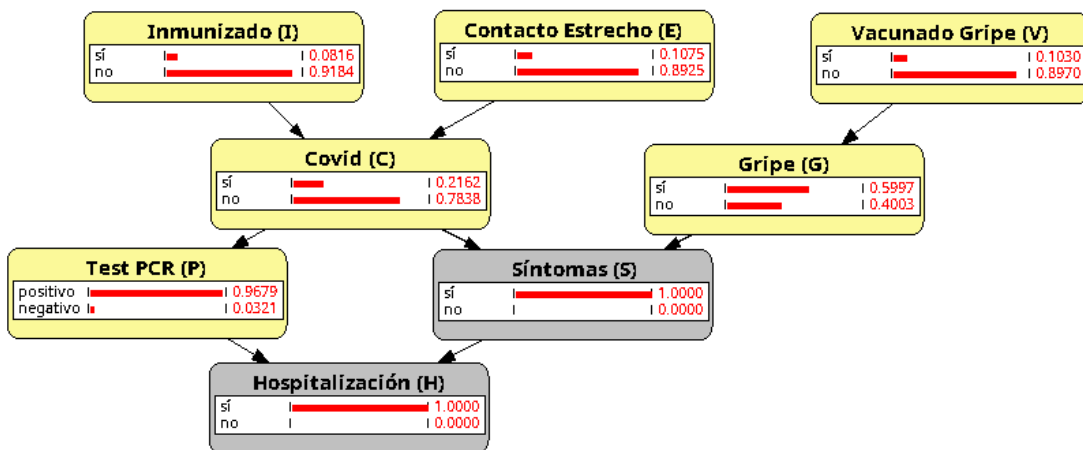 Inmunizado (I)
sí 0.0816
no 0.9184
Contacto Estrecho (E)
sí 0.1075
no 0.8925
Vacunado Gripe (V)
sí 0.1030
no 0.8970
Covid (C)
sí 0.2162
no 0.7838
Gripe (G)
sí 0.5997
no 0.4003
Test PCR (P)
positivo 0.9679
negativo 0.0321
Síntomas (S)
sí 1.0000
no 0.0000
Hospitalización (H)
sí 1.0000
no 0.0000